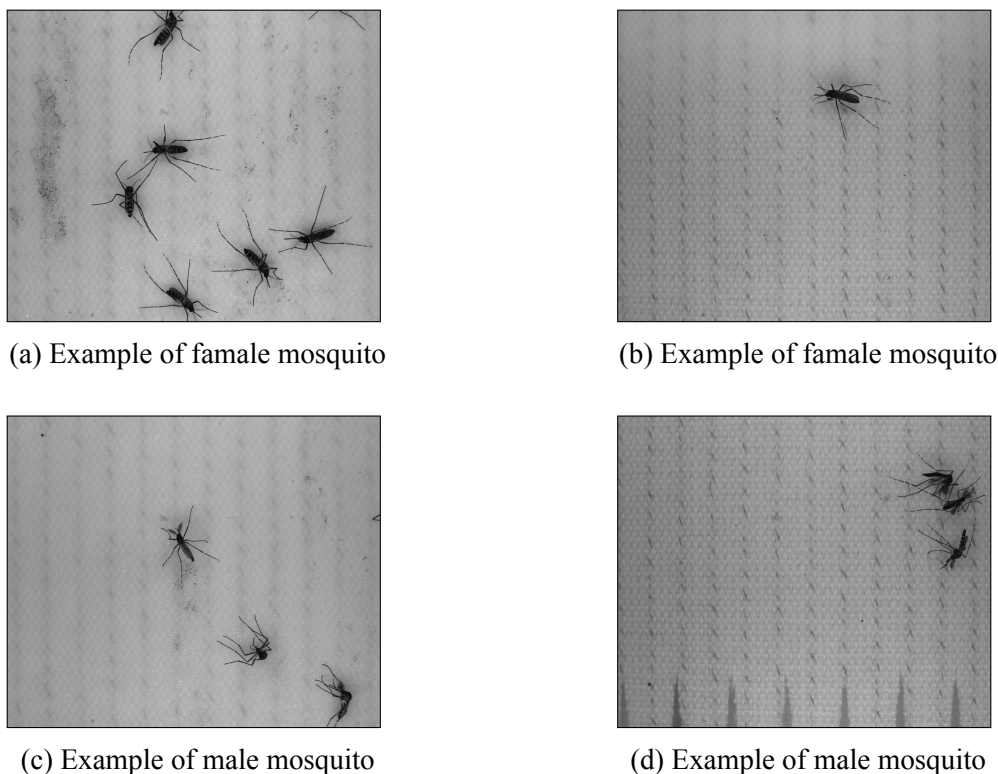 (a) Example of famale mosquito
(b) Example of famale mosquito
(c) Example of male mosquito
(d) Example of male mosquito